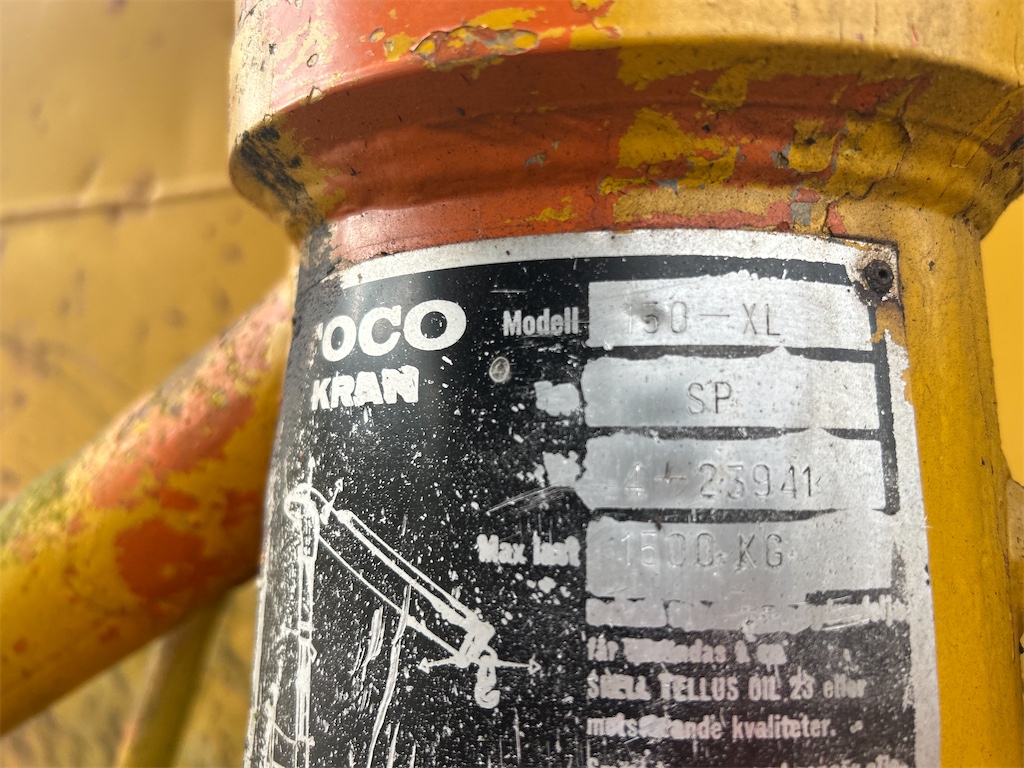 OCO
KRAN
Modell 150-XL
SP
4-23941
Max last 1500 KG
får användas
SHELL TELLUS OIL 23 eller
motsvarande kvaliteter.